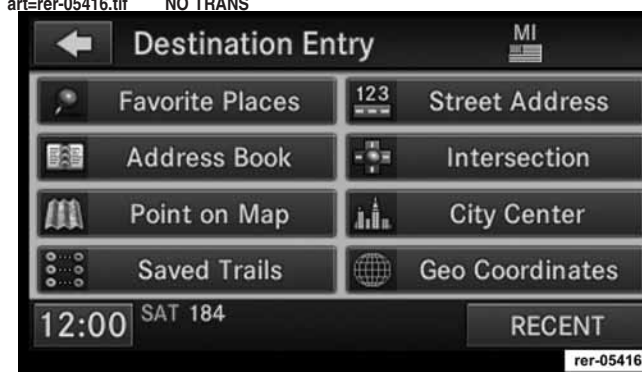 art=rer-05416.tif NO TRANS
Destination Entry MI
Favorite Places
123 Street Address
Address Book
Intersection
Point on Map
City Center
Saved Trails
Geo Coordinates
12:00 SAT 184 RECENT
rer-05416